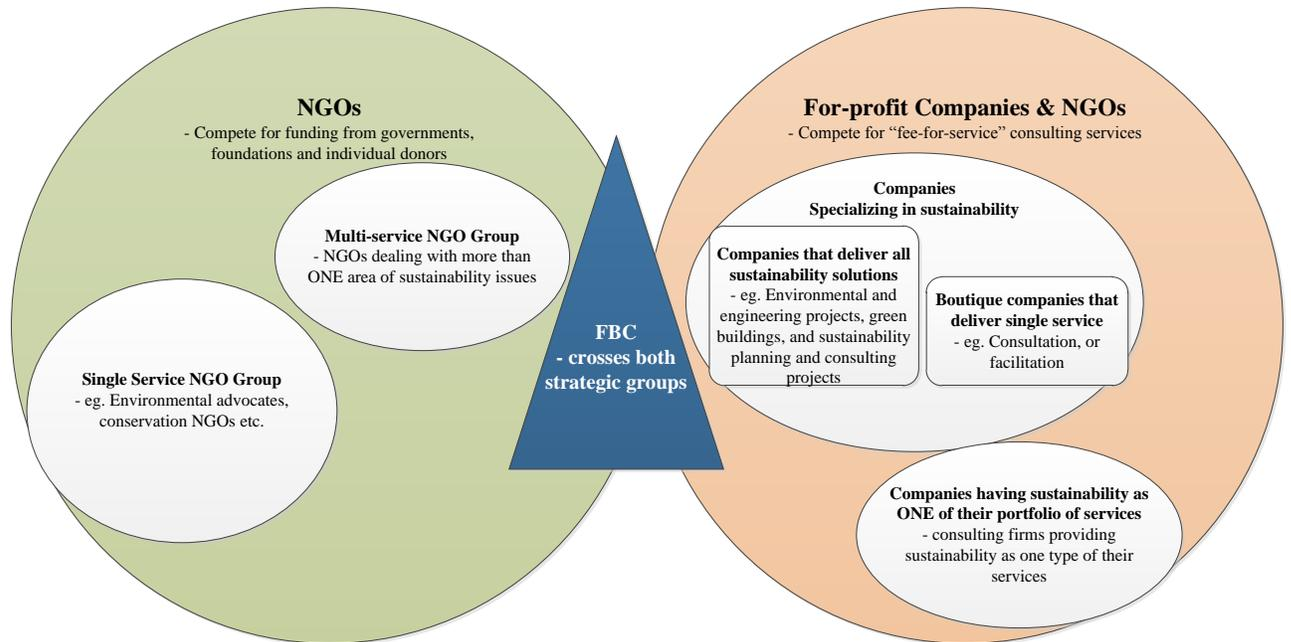 NGOs
- Compete for funding from governments,
foundations and individual donors
Multi-service NGO Group
- NGOs dealing with more than
ONE area of sustainability issues
Single Service NGO Group
- eg. Environmental advocates,
conservation NGOs etc.
FBC
- crosses both
strategic groups
For-profit Companies & NGOs
- Compete for “fee-for-service” consulting services
Companies
Specializing in sustainability
Companies that deliver all
sustainability solutions
- eg. Environmental and
engineering projects, green
buildings, and sustainability
planning and consulting
projects
Boutique companies that
deliver single service
- eg. Consultation, or
facilitation
Companies having sustainability as
ONE of their portfolio of services
- consulting firms providing
sustainability as one type of their
services